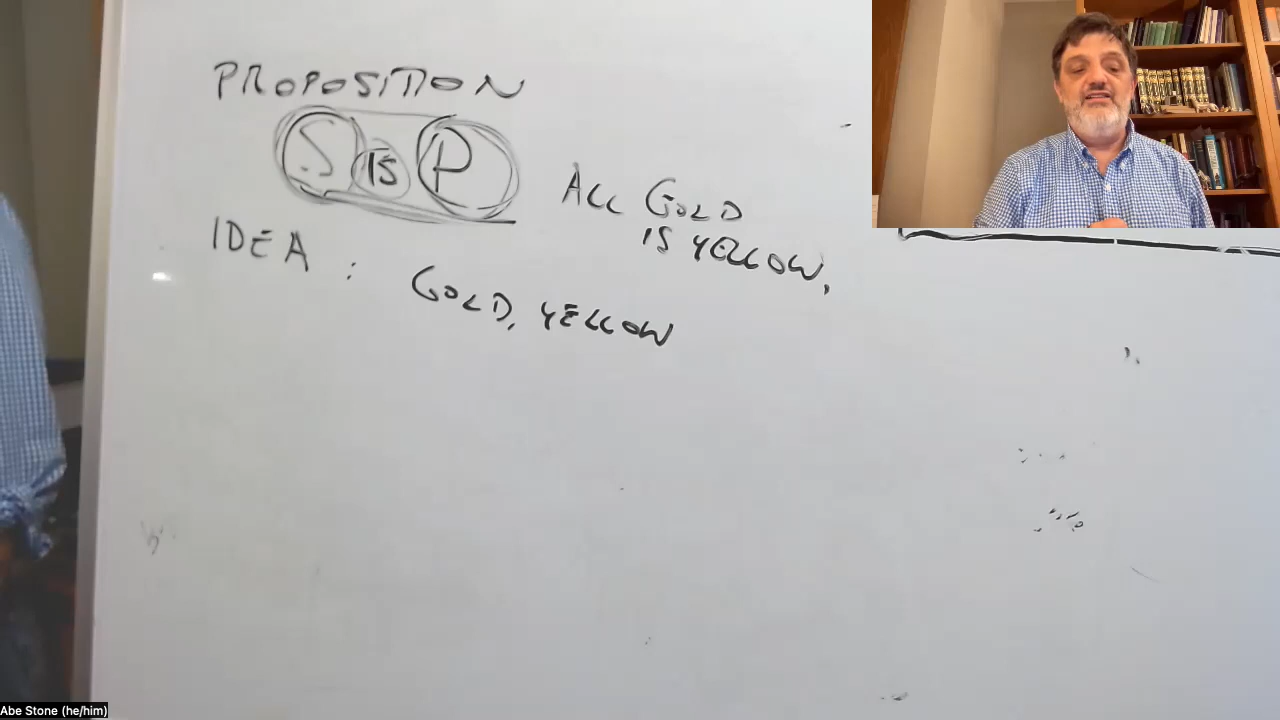 PROPOSITION
S IS P
ALL GOLD
IS YELLOW.
IDEA : GOLD, YELLOW
Abe Stone (he/him)